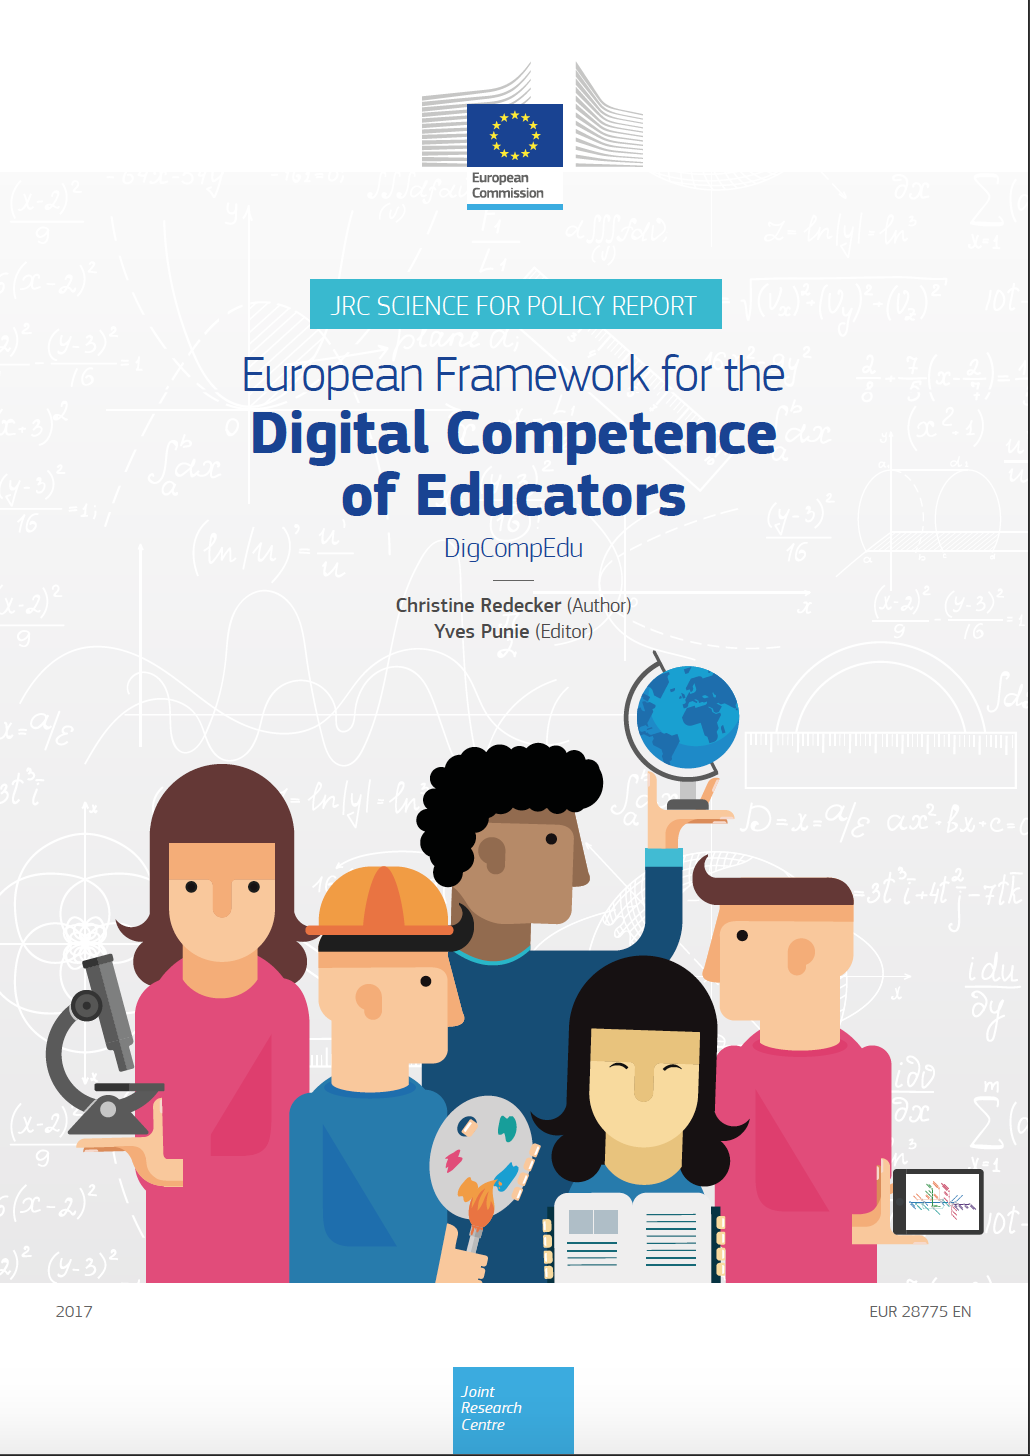 European
Commission
JRC SCIENCE FOR POLICY REPORT
European Framework for the
Digital Competence
of Educators
DigCompEdu
Christine Redecker (Author)
Yves Punie (Editor)
2017
EUR 28775 EN
Joint
Research
Centre